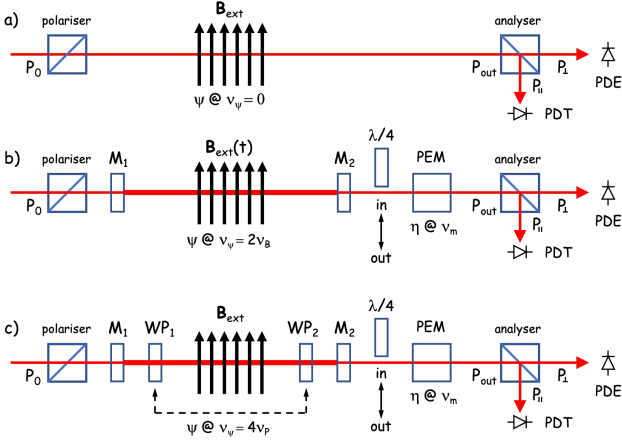 a)
polariser
B_ext
analyser
P_0
P_out
P_⊥
PDE
P_||
PDT
ψ @ ν_ψ = 0
b)
polariser
M_1
B_ext(t)
M_2
λ/4
PEM
analyser
P_0
in
out
P_out
P_⊥
PDE
P_||
PDT
ψ @ ν_ψ = 2ν_B
η @ ν_m
c)
polariser
M_1
WP_1
B_ext
WP_2
M_2
λ/4
PEM
analyser
P_0
in
out
P_out
P_⊥
PDE
P_||
PDT
η @ ν_m
ψ @ ν_ψ = 4ν_P